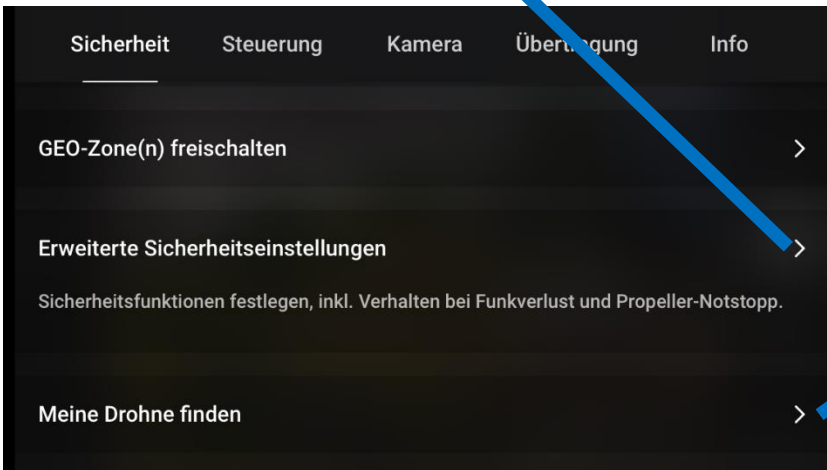 Sicherheit Steuerung Kamera Übertragung Info
GEO-Zone(n) freischalten
Erweiterte Sicherheitseinstellungen
Sicherheitsfunktionen festlegen, inkl. Verhalten bei Funkverlust und Propeller-Notstopp.
Meine Drohne finden